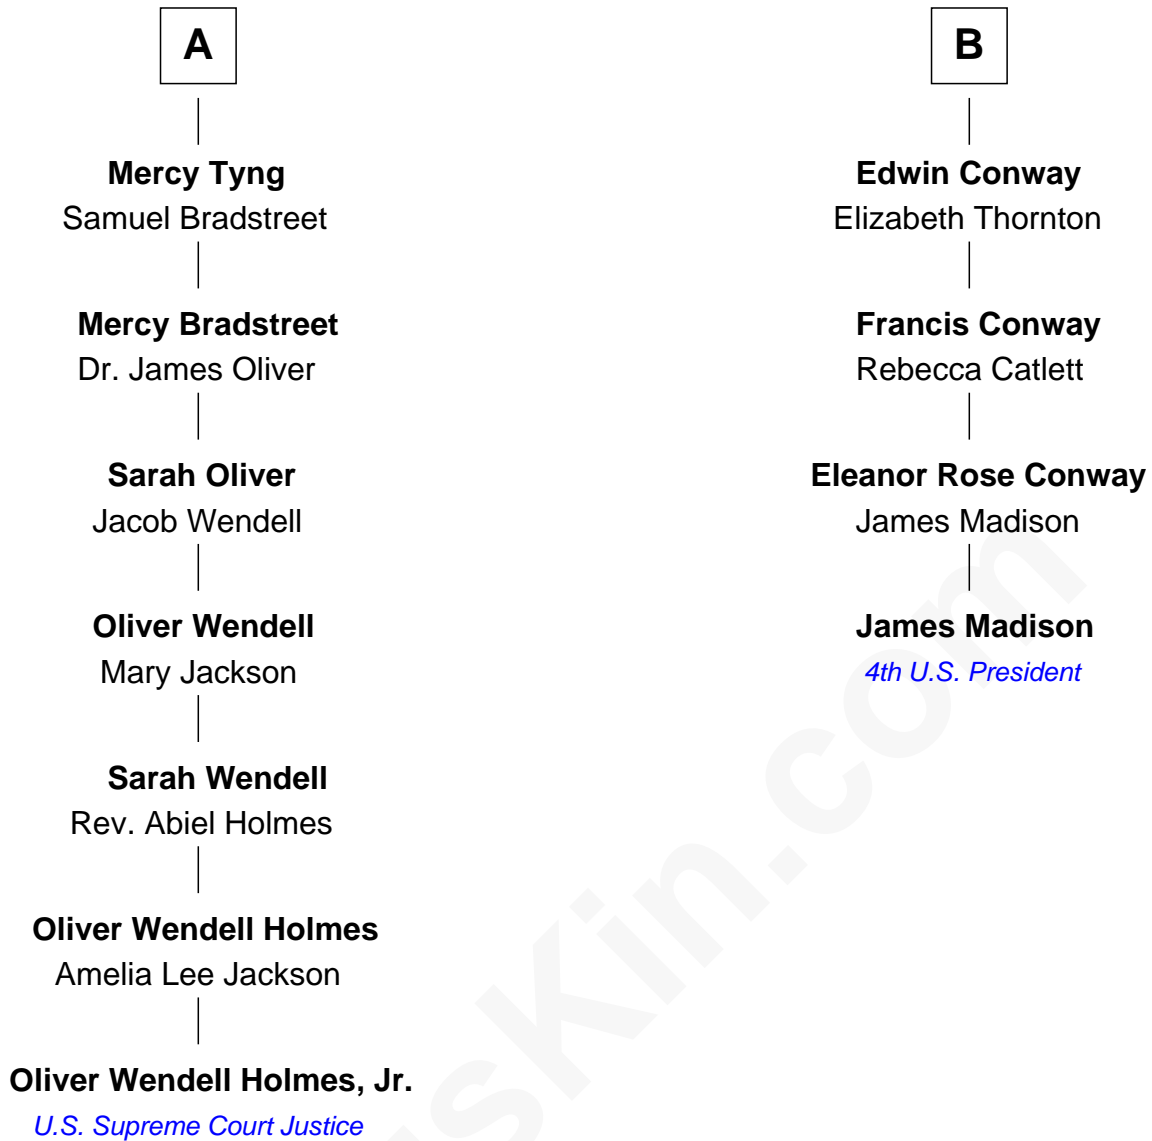 A
Mercy Tyng
Samuel Bradstreet
Mercy Bradstreet
Dr. James Oliver
Sarah Oliver
Jacob Wendell
Oliver Wendell
Mary Jackson
Sarah Wendell
Rev. Abiel Holmes
Oliver Wendell Holmes
Amelia Lee Jackson
Oliver Wendell Holmes, Jr.
U.S. Supreme Court Justice
B
Edwin Conway
Elizabeth Thornton
Francis Conway
Rebecca Catlett
Eleanor Rose Conway
James Madison
James Madison
4th U.S. President